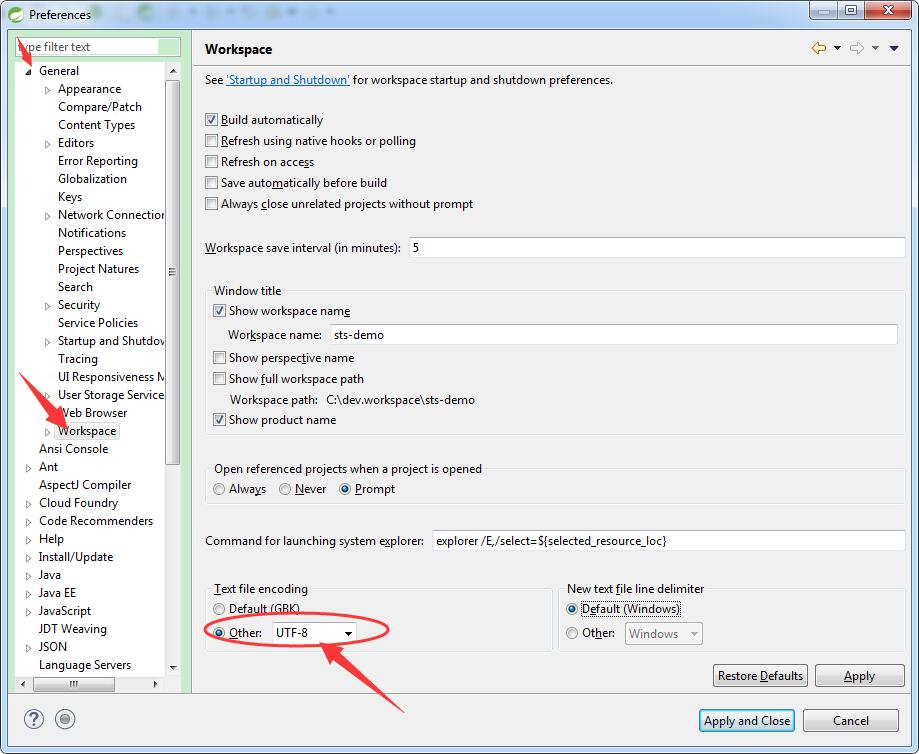 Preferences
type filter text
General
Appearance
Compare/Patch
Content Types
Editors
Error Reporting
Globalization
Keys
Network Connection
Notifications
Perspectives
Project Natures
Search
Security
Service Policies
Startup and Shutdov
Tracing
UI Responsiveness M
User Storage Service
Web Browser
Workspace
Ansi Console
Ant
AspectJ Compiler
Cloud Foundry
Code Recommenders
Help
Install/Update
Java
Java EE
JavaScript
JDT Weaving
JSON
Language Servers
Workspace
See 'Startup and Shutdown' for workspace startup and shutdown preferences.
Build automatically
Refresh using native hooks or polling
Refresh on access
Save automatically before build
Always close unrelated projects without prompt
Workspace save interval (in minutes): 5
Window title
Show workspace name
Workspace name: sts-demo
Show perspective name
Show full workspace path
Workspace path: C:\dev.workspace\sts-demo
Show product name
Open referenced projects when a project is opened
Always Never Prompt
Command for launching system explorer: explorer /E,/select=${selected_resource_loc}
Text file encoding
Default (GBK)
Other: UTF-8
New text file line delimiter
Default (Windows)
Other: Windows
Restore Defaults Apply
Apply and Close Cancel